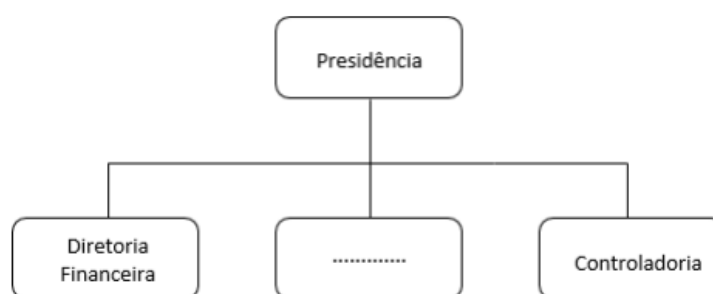 Presidência
Diretoria
Financeira
.............
Controladoria